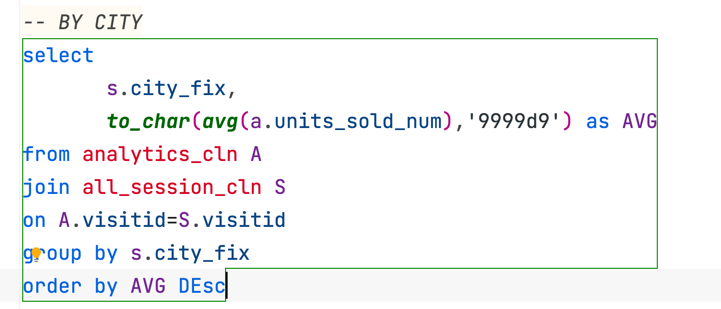 -- BY CITY
select
s.city_fix,
to_char(avg(a.units_sold_num),'9999d9') as AVG
from analytics_cln A
join all_session_cln S
on A.visitid=S.visitid
group by s.city_fix
order by AVG DEsc